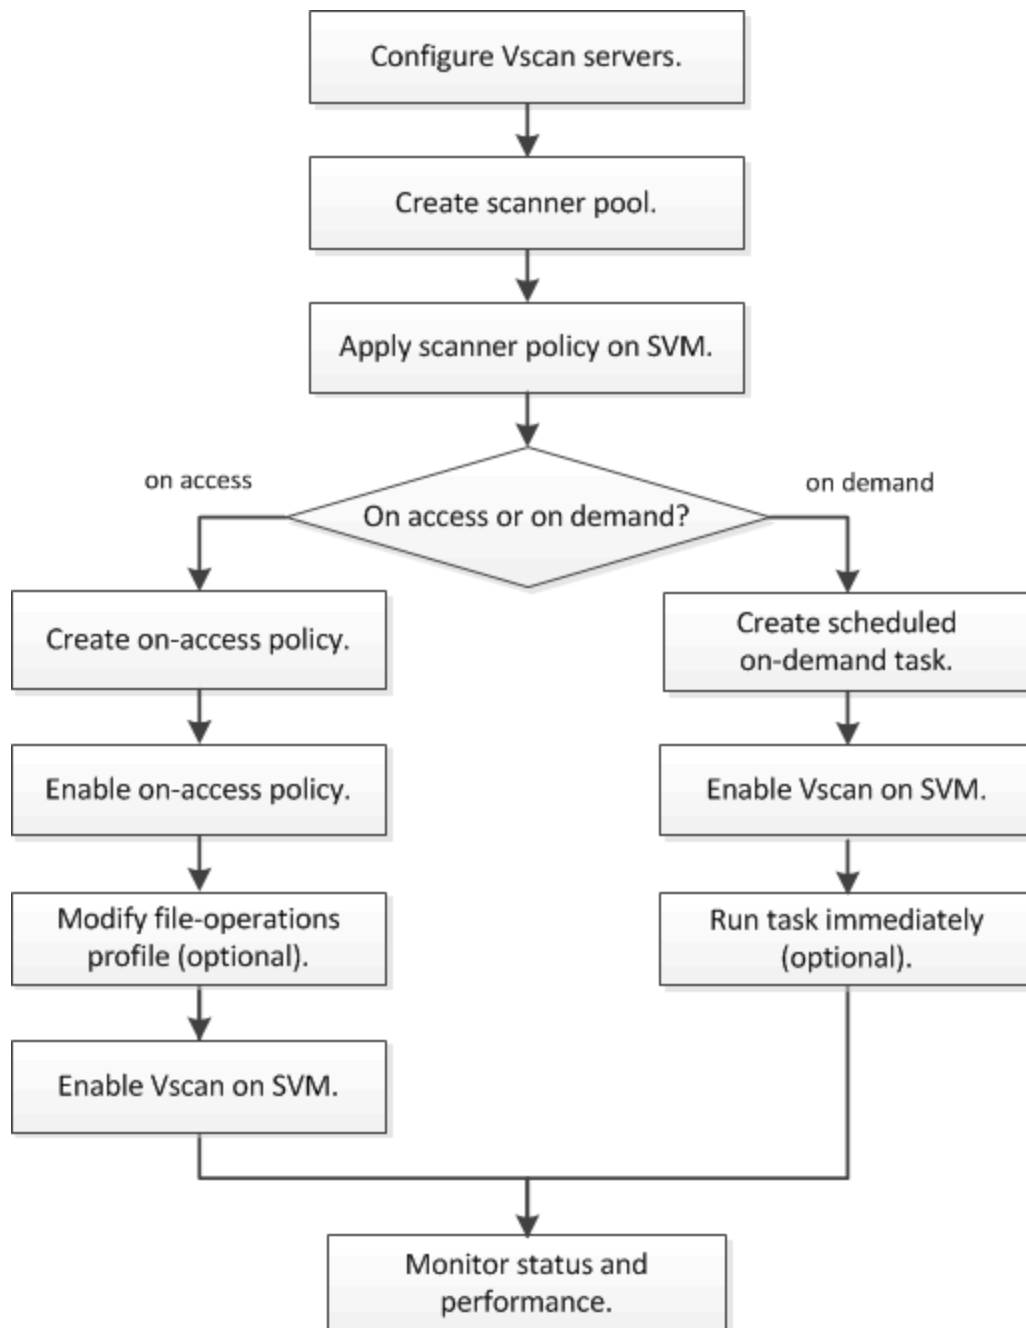 Configure Vscan servers.
Create scanner pool.
Apply scanner policy on SVM.
on access
on demand
On access or on demand?
Create on-access policy.
Enable on-access policy.
Modify file-operations
profile (optional).
Enable Vscan on SVM.
Create scheduled
on-demand task.
Enable Vscan on SVM.
Run task immediately
(optional).
Monitor status and
performance.